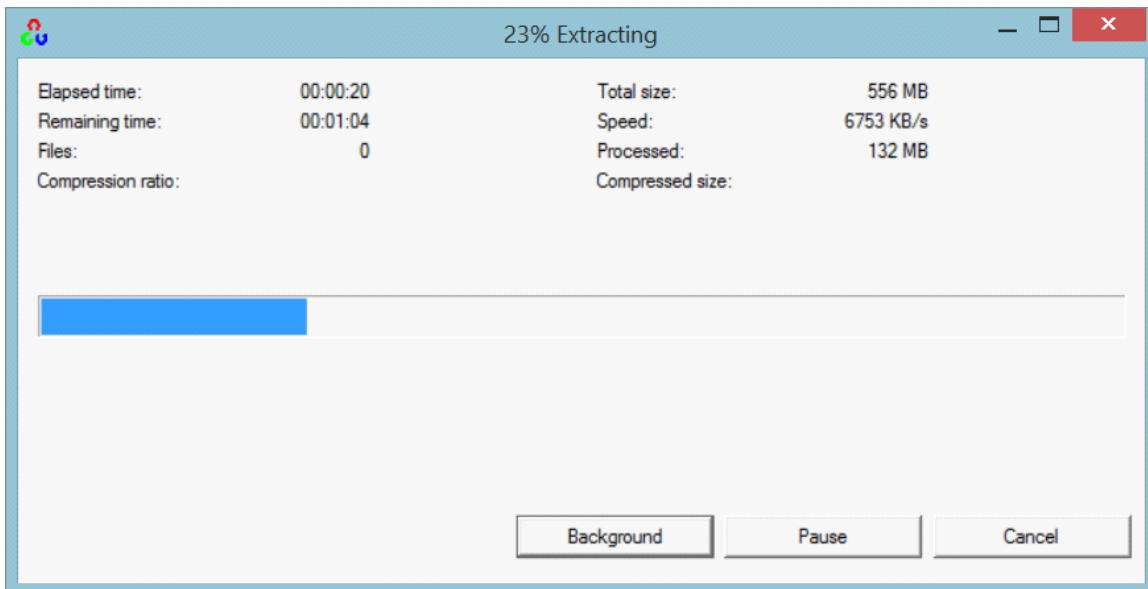 23% Extracting
Elapsed time: 00:00:20 Total size: 556 MB
Remaining time: 00:01:04 Speed: 6753 KB/s
Files: 0 Processed: 132 MB
Compression ratio: Compressed size:
Background Pause Cancel